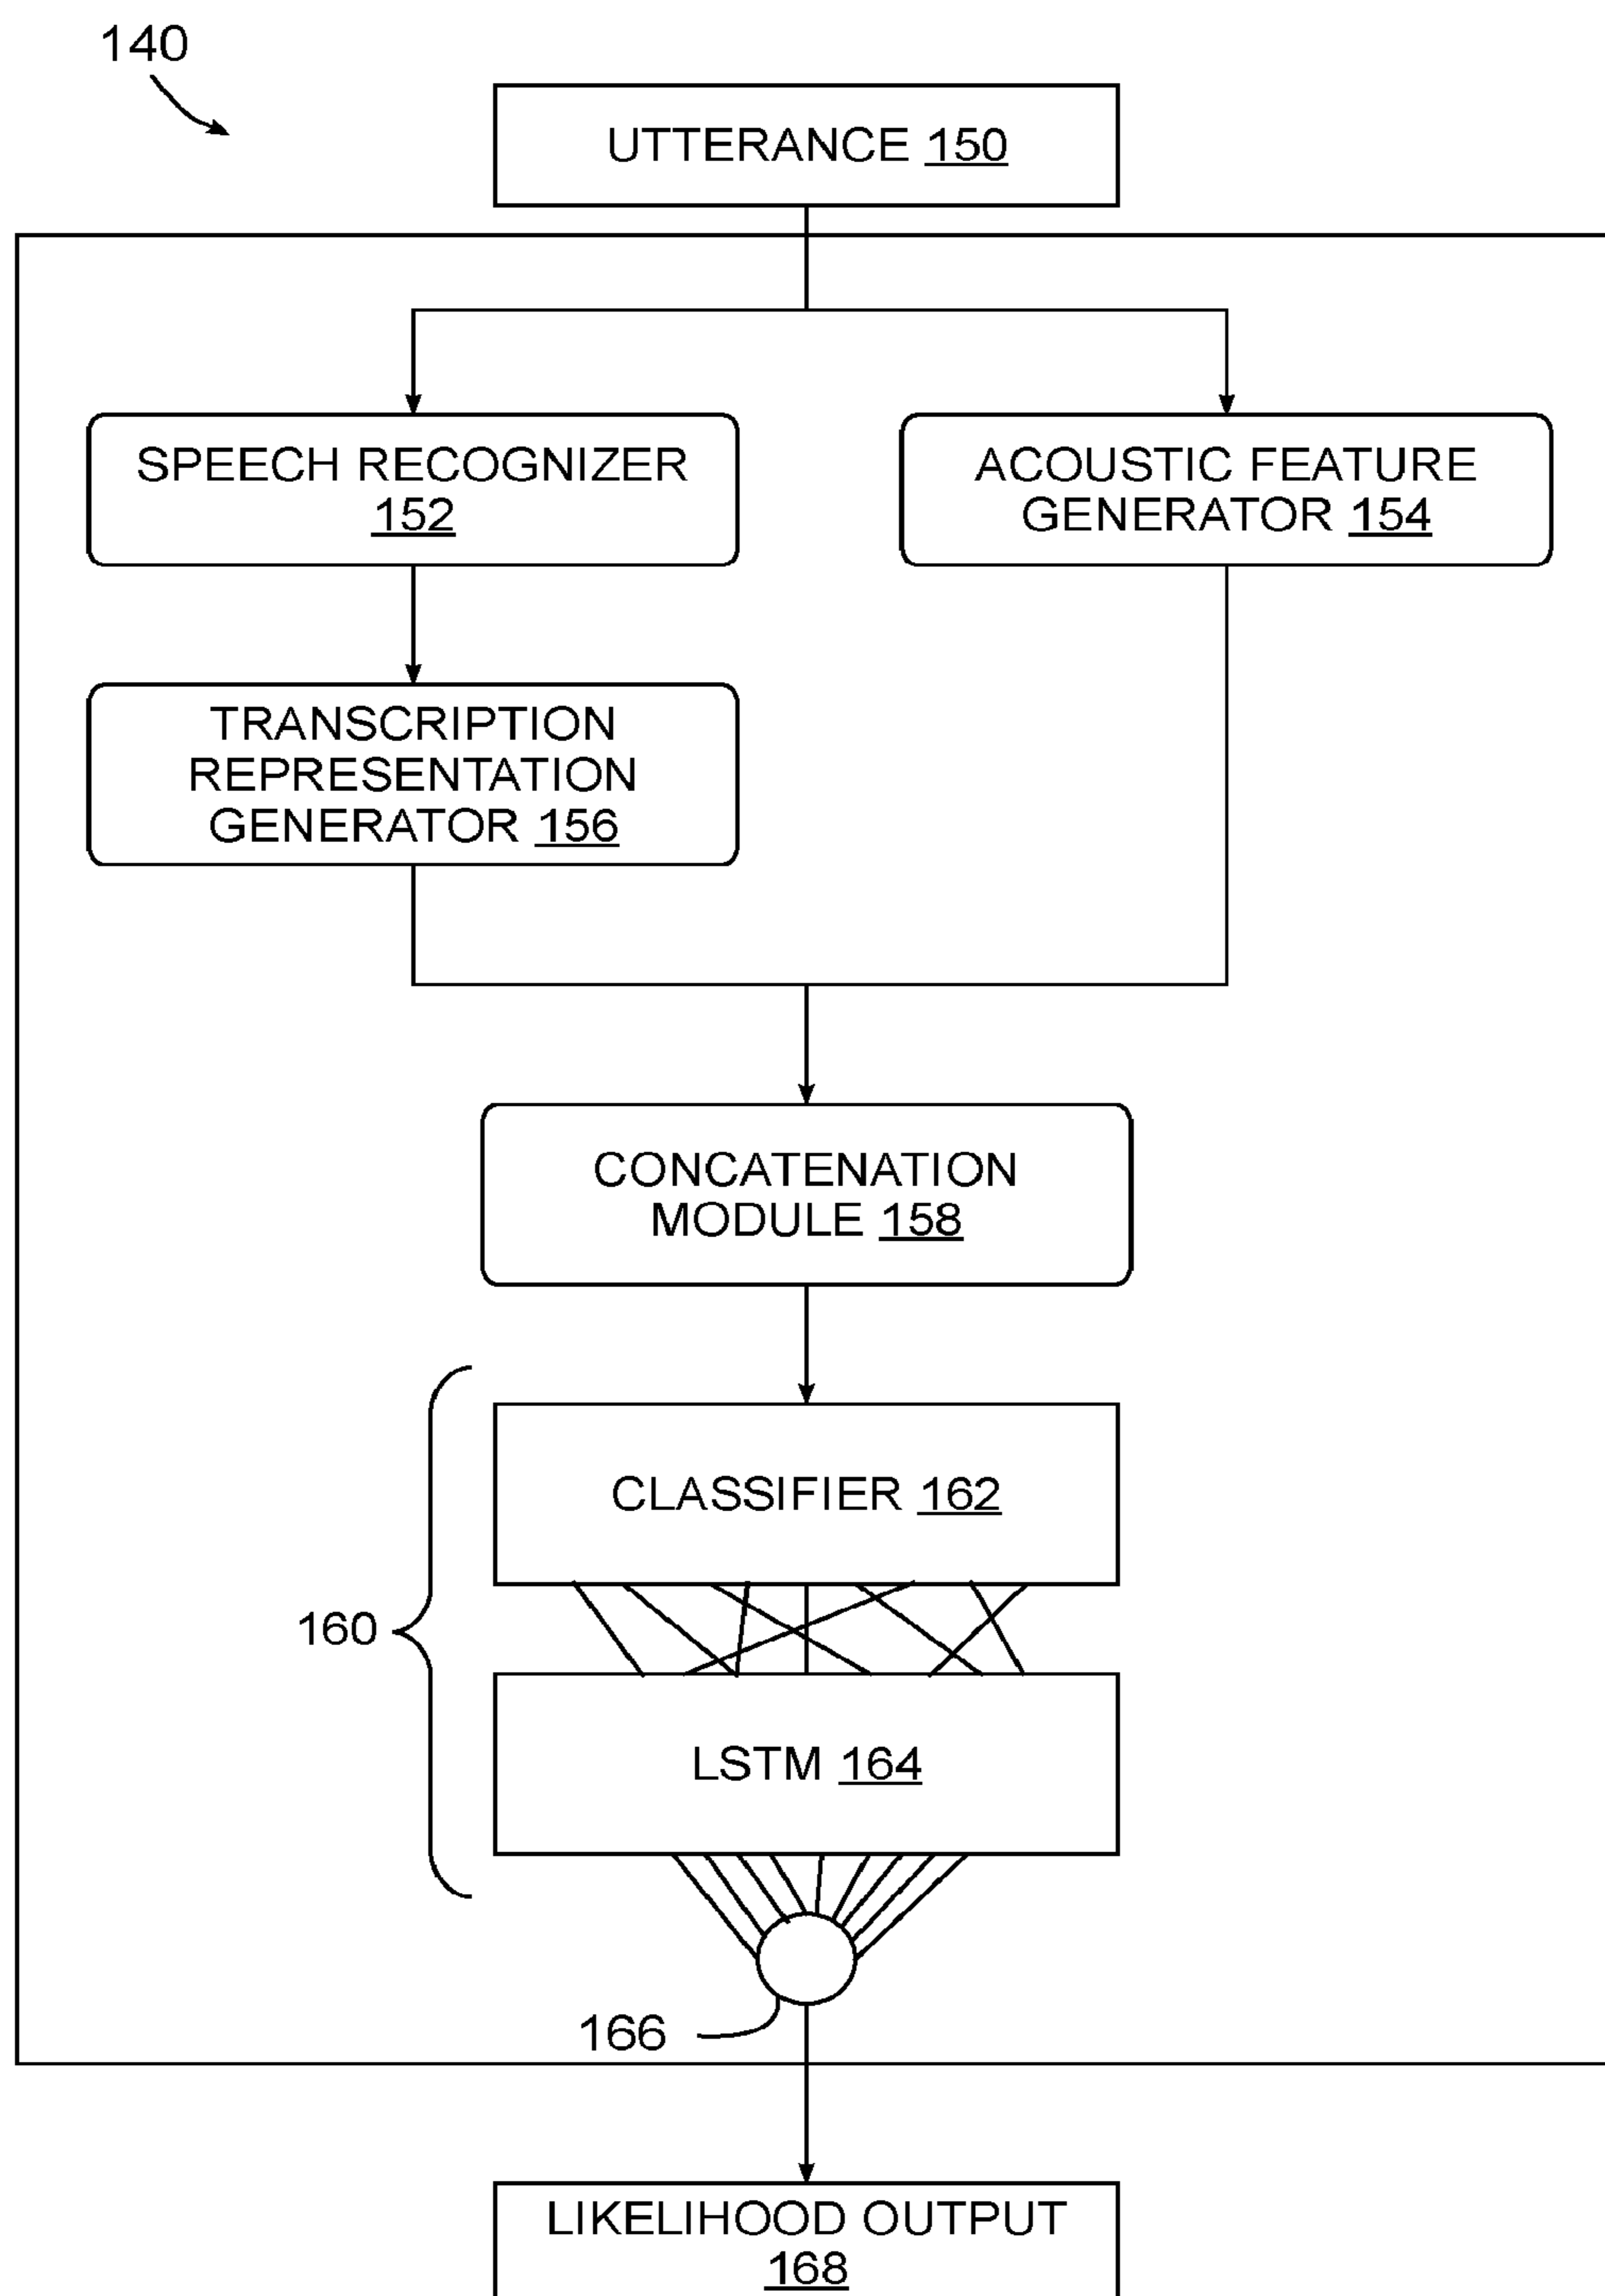 140
UTTERANCE 150
SPEECH RECOGNIZER
152
ACOUSTIC FEATURE
GENERATOR 154
TRANSCRIPTION
REPRESENTATION
GENERATOR 156
CONCATENATION
MODULE 158
CLASSIFIER 162
160
LSTM 164
166
LIKELIHOOD OUTPUT
168